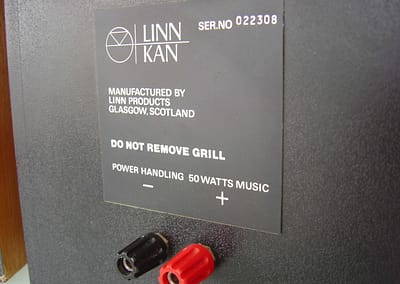 LINN
KAN
SER.NO 022308
MANUFACTURED BY
LINN PRODUCTS
GLASGOW, SCOTLAND
DO NOT REMOVE GRILL
POWER HANDLING 50 WATTS MUSIC
− +